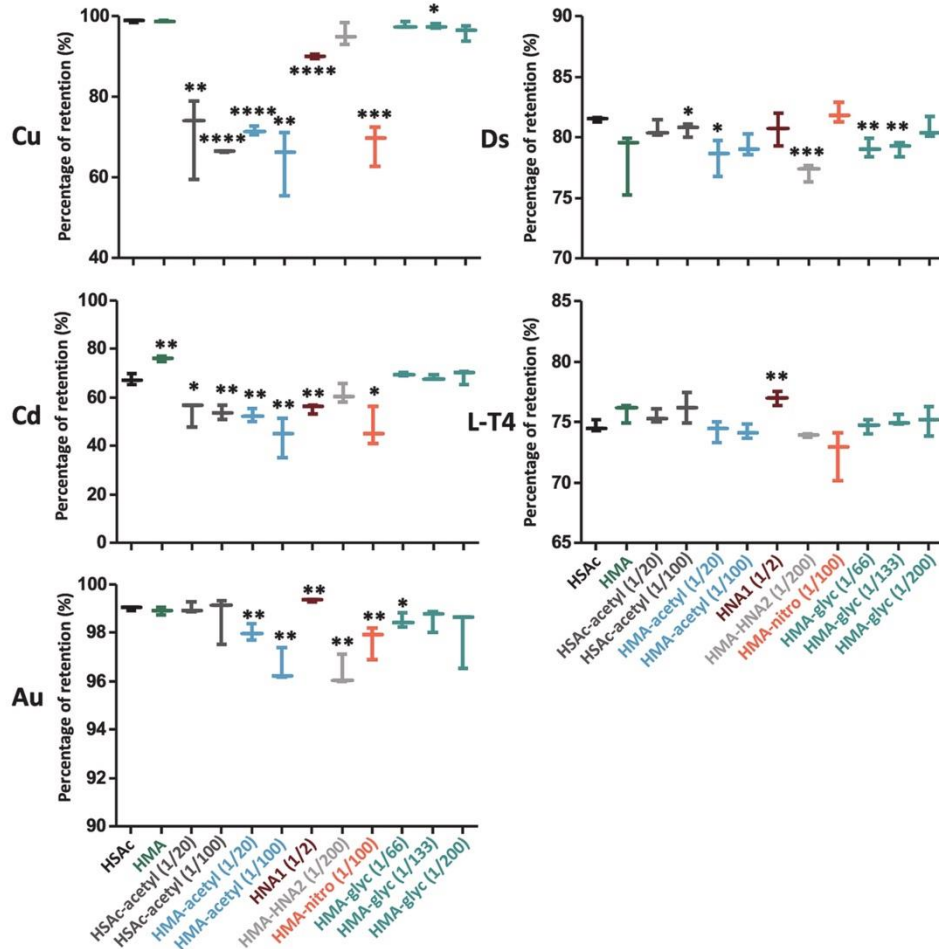 Cu
Percentage of retention (%)
100
80
60
40
**
****
****
**
****
***
*
Ds
Percentage of retention (%)
90
85
80
75
70
*
*
***
**
**
Cd
Percentage of retention (%)
100
80
60
40
20
0
**
*
**
**
**
**
*
L-T4
Percentage of retention (%)
85
80
75
70
65
**
HSAc
HMA
HSAc-acetyl (1/20)
HSAc-acetyl (1/100)
HMA-acetyl (1/20)
HMA-acetyl (1/100)
HNA1 (1/2)
HMA-HNA2 (1/200)
HMA-nitro (1/100)
HMA-glyc (1/66)
HMA-glyc (1/133)
HMA-glyc (1/200)
Au
Percentage of retention (%)
100
98
96
94
92
90
**
**
**
**
**
*
HSAc
HMA
HSAc-acetyl (1/20)
HSAc-acetyl (1/100)
HMA-acetyl (1/20)
HMA-acetyl (1/100)
HNA1 (1/2)
HMA-HNA2 (1/200)
HMA-nitro (1/100)
HMA-glyc (1/66)
HMA-glyc (1/133)
HMA-glyc (1/200)